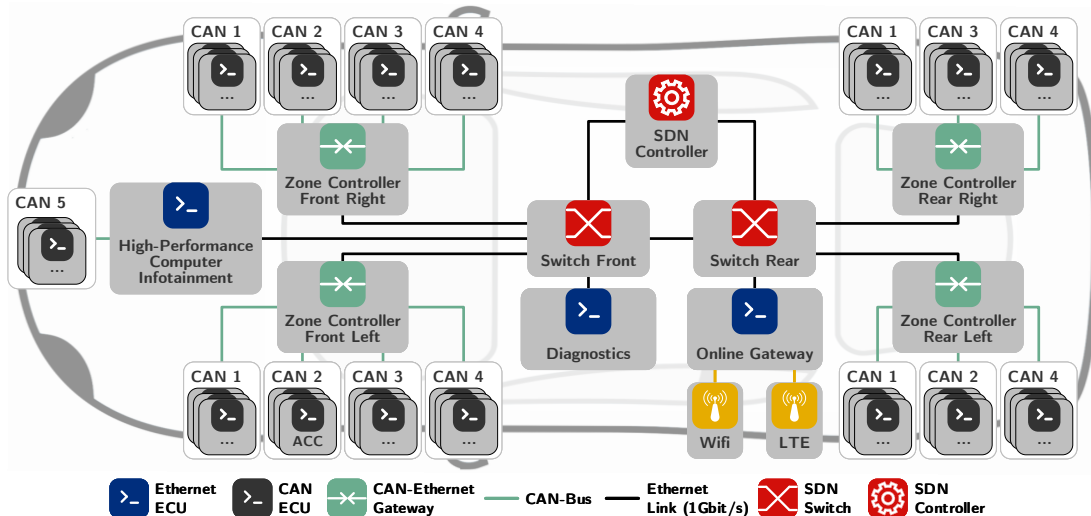 CAN 1
...
CAN 2
...
CAN 3
...
CAN 4
...
CAN 1
...
CAN 3
...
CAN 4
...
SDN
Controller
Zone Controller
Front Right
Zone Controller
Rear Right
CAN 5
...
High-Performance
Computer
Infotainment
Switch Front
Switch Rear
Zone Controller
Front Left
Diagnostics
Online Gateway
Zone Controller
Rear Left
CAN 1
...
CAN 2
ACC
CAN 3
...
CAN 4
...
Wifi
LTE
CAN 1
...
CAN 2
...
CAN 4
...
Ethernet
ECU
CAN
ECU
CAN-Ethernet
Gateway
CAN-Bus
Ethernet
Link (1Gbit/s)
SDN
Switch
SDN
Controller